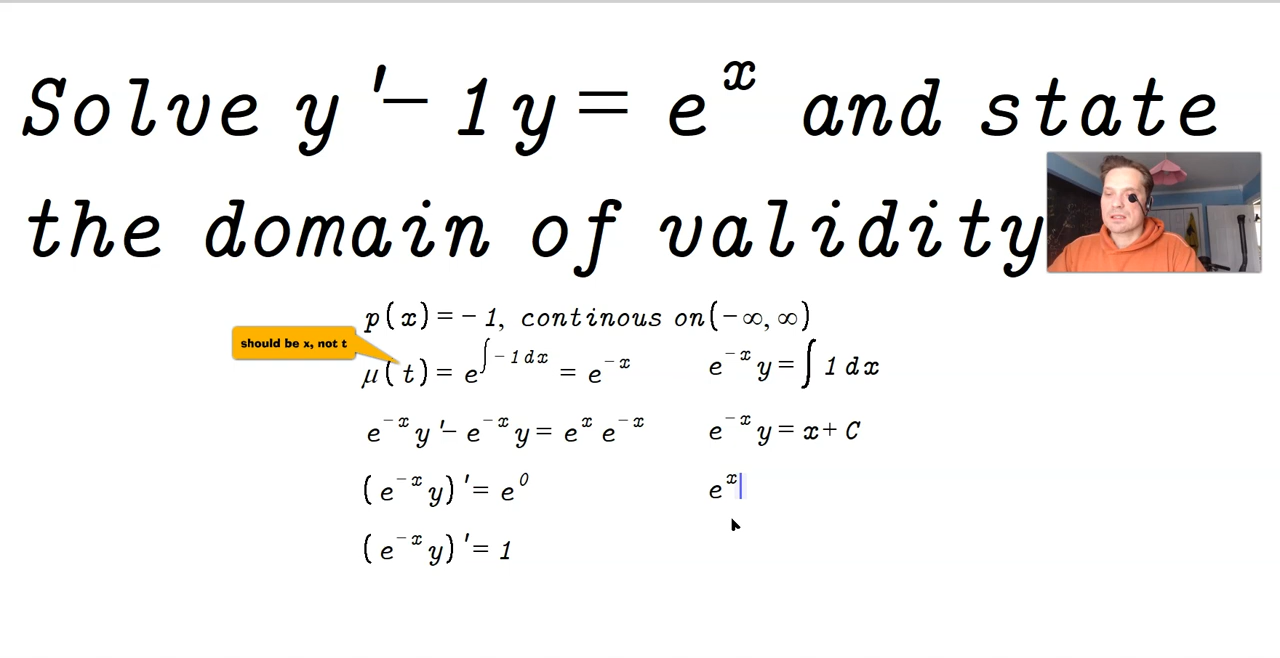 Solve y' - 1y = e^x and state
the domain of validity
p(x) = -1, continous on (-∞, ∞)
should be x, not t
μ(t) = e^{∫ -1 dx} = e^{-x}
e^{-x} y' - e^{-x} y = e^x e^{-x}
(e^{-x} y)' = e^0
(e^{-x} y)' = 1
e^{-x} y = ∫ 1 dx
e^{-x} y = x + C
e^x